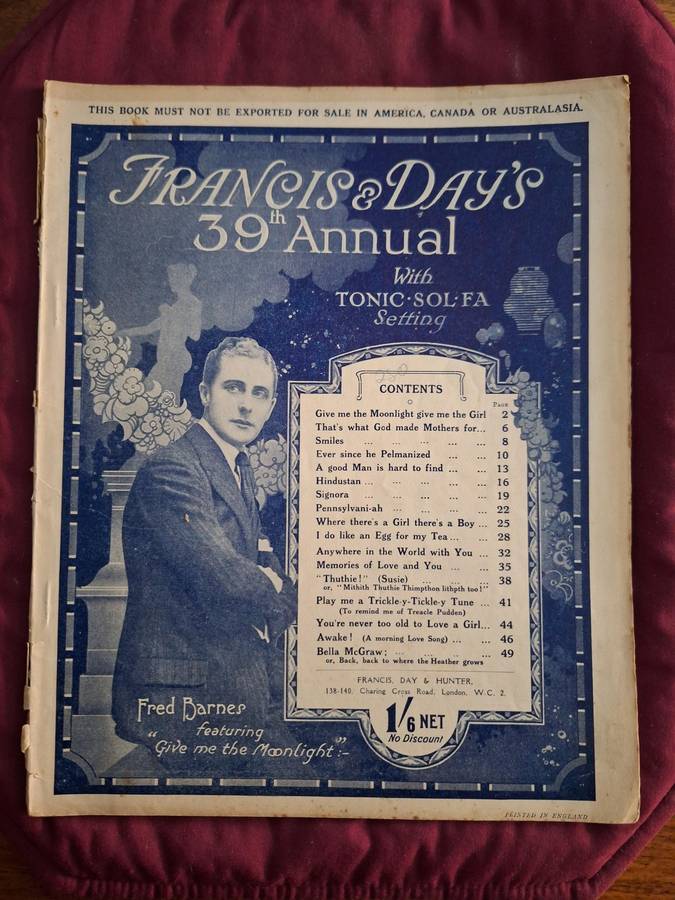 THIS BOOK MUST NOT BE EXPORTED FOR SALE IN AMERICA, CANADA OR AUSTRALASIA.
FRANCIS & DAY'S
39th Annual
With
TONIC·SOL·FA
Setting
CONTENTS
Page
Give me the Moonlight give me the Girl 2
That's what God made Mothers for... 6
Smiles ... ... ... ... ... 8
Ever since he Pelmanized ... ... 10
A good Man is hard to find ... ... 13
Hindustan ... ... ... ... ... 16
Signora ... ... ... ... 19
Pennsylvani-ah ... ... ... ... 22
Where there's a Girl there's a Boy ... 25
I do like an Egg for my Tea ... ... 28
Anywhere in the World with You ... 32
Memories of Love and You ... ... 35
"Thuthie!" (Susie) ... ... ... 38
or, "Mithith Thuthie Thimpthon lithpth too!"
Play me a Trickle-y-Tickle-y Tune ... 41
(To remind me of Treacle Pudden)
You're never too old to Love a Girl... 44
Awake! (A morning Love Song) ... ... 46
Bella McGraw; ... ... ... ... 49
or, Back, back to where the Heather grows
FRANCIS, DAY & HUNTER,
138-140, Charing Cross Road, London, W.C. 2.
1/6 NET
No Discount
Fred Barnes
featuring
"Give me the Moonlight":-
PRINTED IN ENGLAND